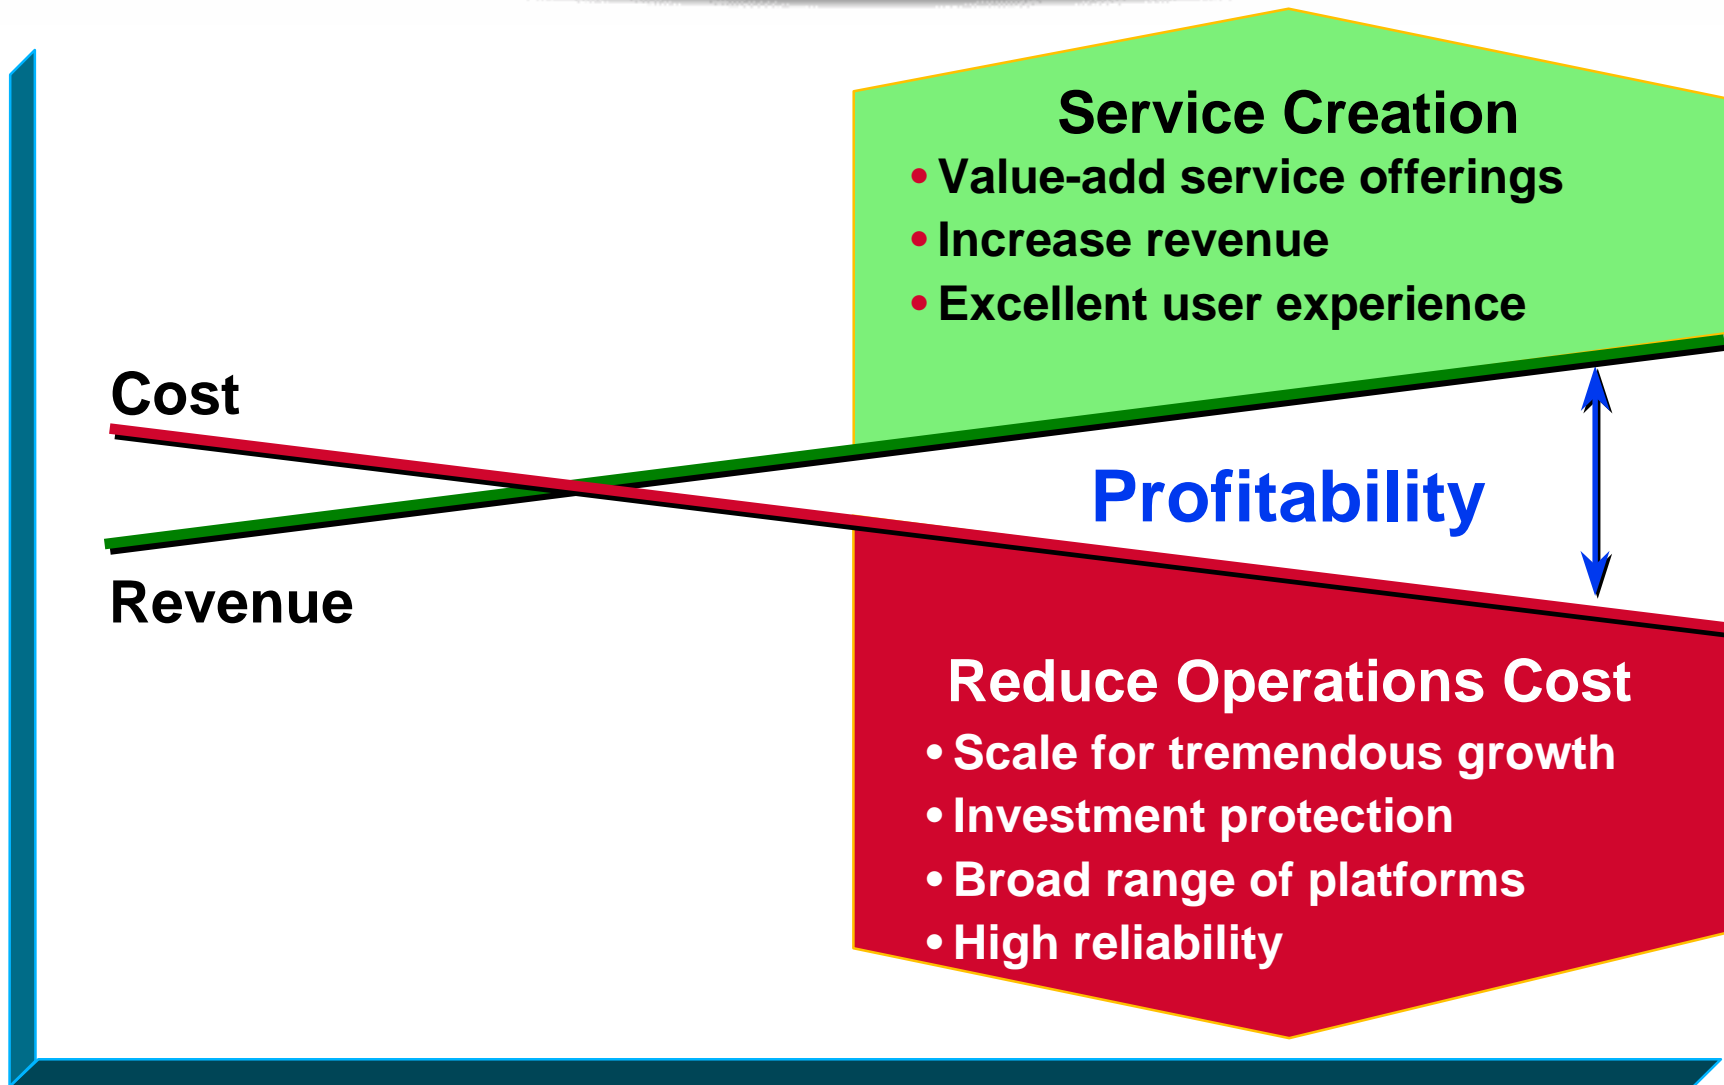 Service Creation
• Value-add service offerings
• Increase revenue
• Excellent user experience
Cost
Profitability
Revenue
Reduce Operations Cost
• Scale for tremendous growth
• Investment protection
• Broad range of platforms
• High reliability